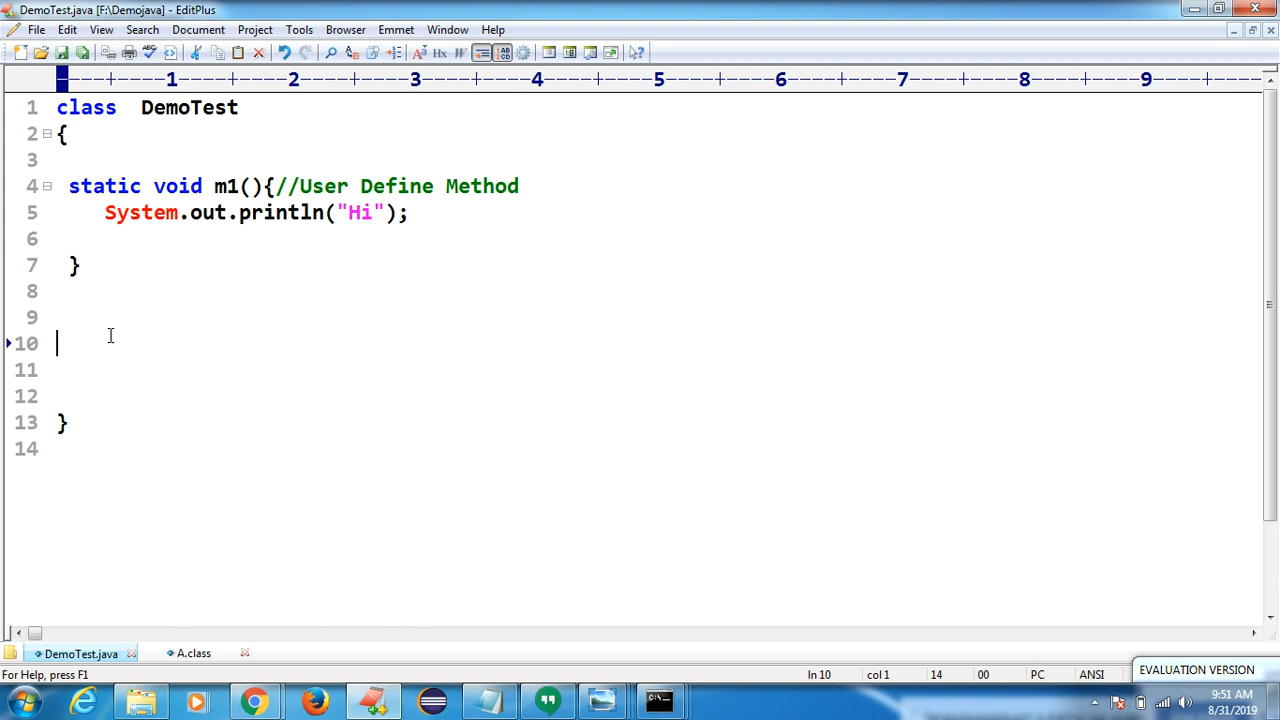 DemoTest.java [F:\Demojava] - EditPlus
File Edit View Search Document Project Tools Browser Emmet Window Help
----+----1----+----2----+----3----+----4----+----5----+----6----+----7----+----8----+----9----+--
1 class  DemoTest
2 {
3
4  static void m1(){//User Define Method
5     System.out.println("Hi");
6
7  }
8
9
10
11
12
13 }
14
DemoTest.java A.class
For Help, press F1 ln 10 col 1 14 00 PC ANSI EVALUATION VERSION
9:51 AM
8/31/2019